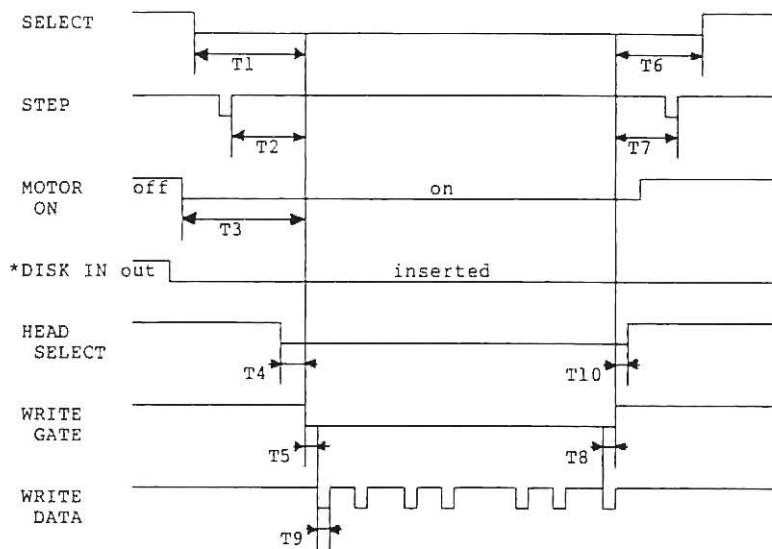 SELECT
T1
T6
STEP
T2
T7
MOTOR off on
ON
T3
*DISK IN out inserted
HEAD
SELECT
T4
T10
WRITE
GATE
T5
T8
WRITE
DATA
T9